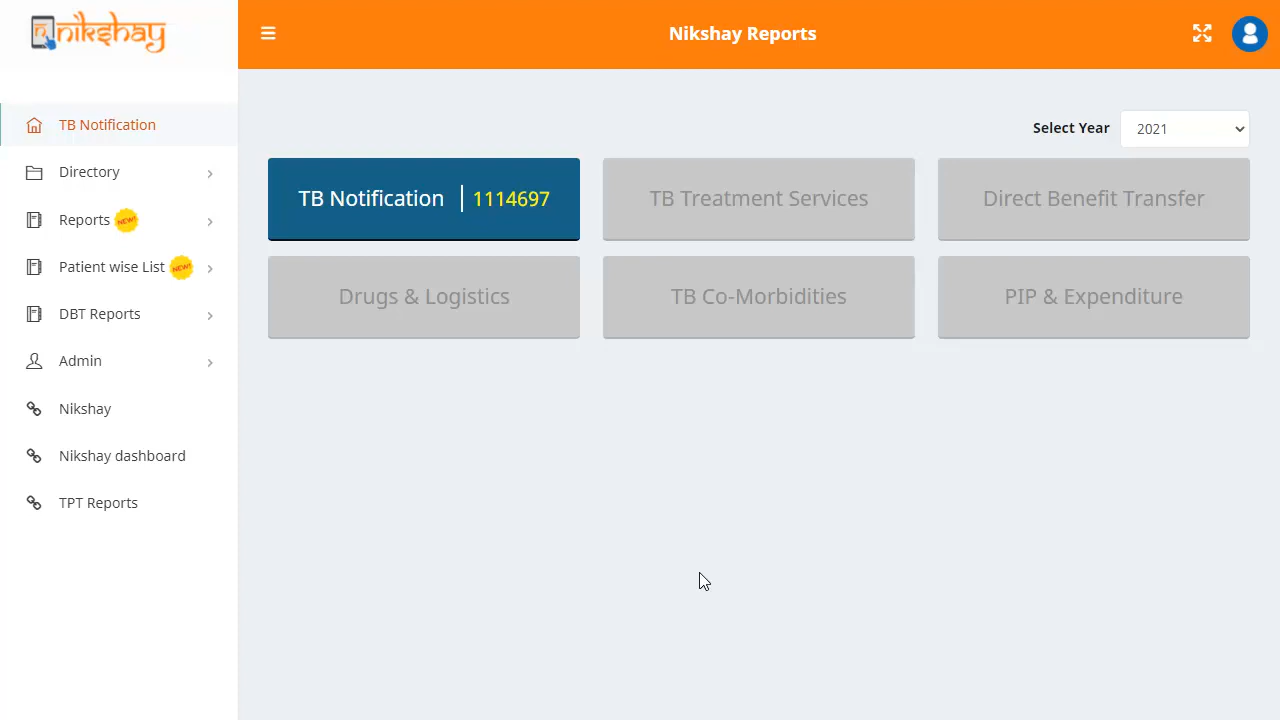 nikshay
Nikshay Reports
Select Year 2021
TB Notification
Directory
Reports NEW!
Patient wise List NEW!
DBT Reports
Admin
Nikshay
Nikshay dashboard
TPT Reports
TB Notification | 1114697
TB Treatment Services
Direct Benefit Transfer
Drugs & Logistics
TB Co-Morbidities
PIP & Expenditure